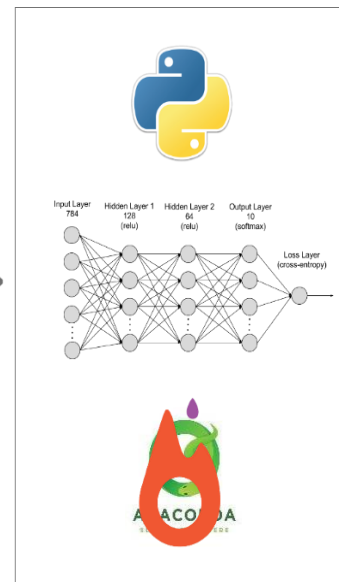 Input Layer
784
Hidden Layer 1
128
(relu)
Hidden Layer 2
64
(relu)
Output Layer
10
(softmax)
Loss Layer
(cross-entropy)